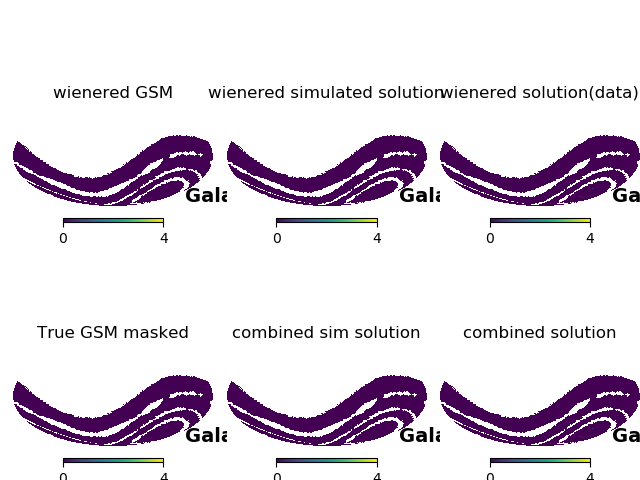 wienered GSM wienered simulated solution wienered solution(data)
Gala Gala Ga
0 4 0 4 0 4
True GSM masked combined sim solution combined solution
Gala Gala Ga
0 4 0 4 0 4